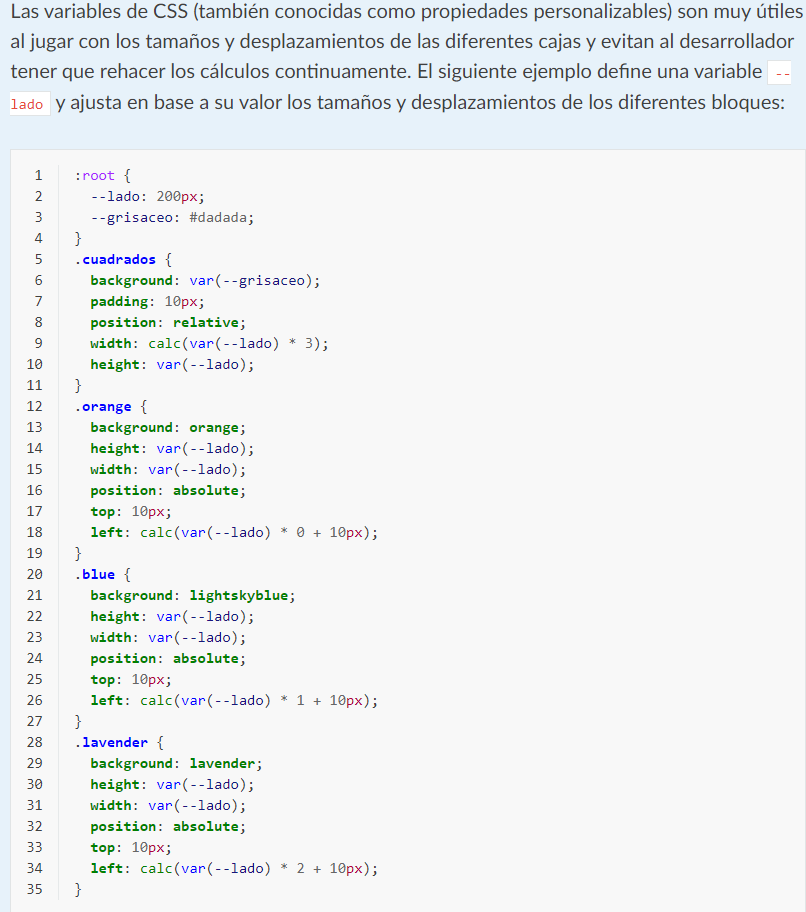 Las variables de CSS (también conocidas como propiedades personalizables) son muy útiles
al jugar con los tamaños y desplazamientos de las diferentes cajas y evitan al desarrollador
tener que rehacer los cálculos continuamente. El siguiente ejemplo define una variable --
lado y ajusta en base a su valor los tamaños y desplazamientos de los diferentes bloques:
1 :root {
2 --lado: 200px;
3 --grisaceo: #dadada;
4 }
5 .cuadrados {
6 background: var(--grisaceo);
7 padding: 10px;
8 position: relative;
9 width: calc(var(--lado) * 3);
10 height: var(--lado);
11 }
12 .orange {
13 background: orange;
14 height: var(--lado);
15 width: var(--lado);
16 position: absolute;
17 top: 10px;
18 left: calc(var(--lado) * 0 + 10px);
19 }
20 .blue {
21 background: lightskyblue;
22 height: var(--lado);
23 width: var(--lado);
24 position: absolute;
25 top: 10px;
26 left: calc(var(--lado) * 1 + 10px);
27 }
28 .lavender {
29 background: lavender;
30 height: var(--lado);
31 width: var(--lado);
32 position: absolute;
33 top: 10px;
34 left: calc(var(--lado) * 2 + 10px);
35 }